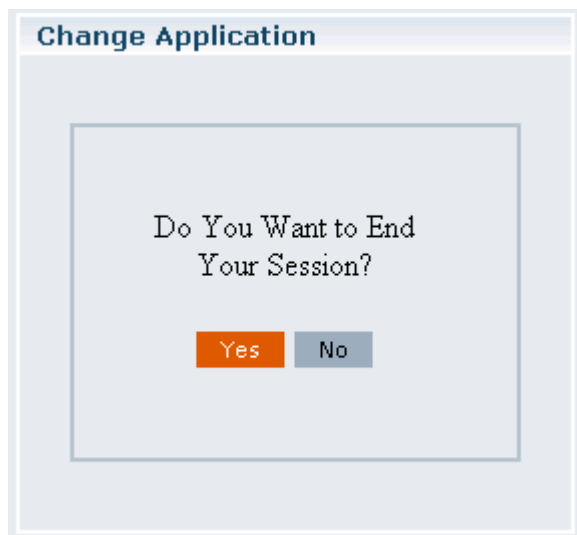 Change Application
Do You Want to End
Your Session?
Yes No